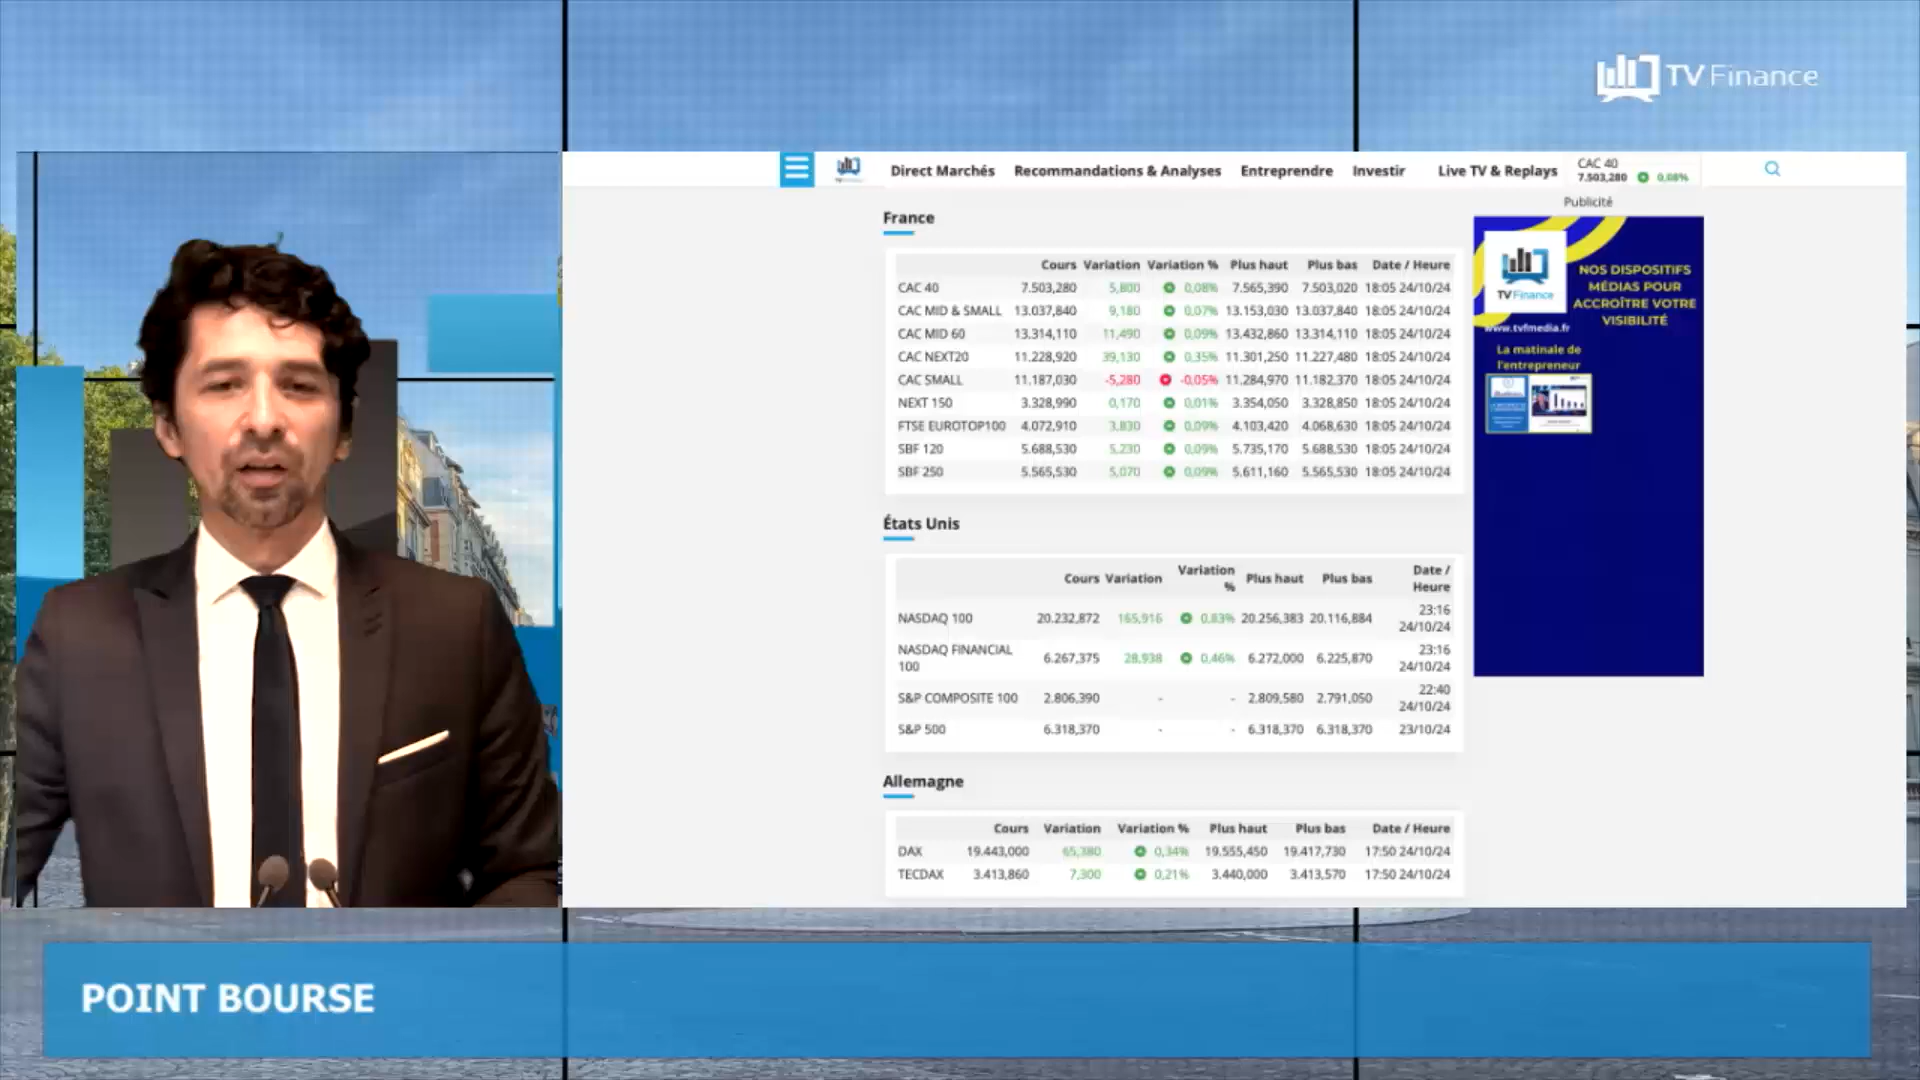 TV Finance
Direct Marchés Recommandations & Analyses Entreprendre Investir Live TV & Replays CAC 40
7.503,280 0,08%
Publicité
France
Cours Variation Variation % Plus haut Plus bas Date / Heure
CAC 40 7.503,280 5,800 0,08% 7.565,390 7.503,020 18:05 24/10/24
CAC MID & SMALL 13.037,840 9,180 0,07% 13.153,030 13.037,840 18:05 24/10/24
CAC MID 60 13.314,110 11,490 0,09% 13.432,860 13.314,110 18:05 24/10/24
CAC NEXT20 11.228,920 39,130 0,35% 11.301,250 11.227,480 18:05 24/10/24
CAC SMALL 11.187,030 -5,280 -0,05% 11.284,970 11.182,370 18:05 24/10/24
NEXT 150 3.328,990 0,170 0,01% 3.354,050 3.328,850 18:05 24/10/24
FTSE EUROTOP100 4.072,910 3,830 0,09% 4.103,420 4.068,630 18:05 24/10/24
SBF 120 5.688,530 5,230 0,09% 5.735,170 5.688,530 18:05 24/10/24
SBF 250 5.565,530 5,070 0,09% 5.611,160 5.565,530 18:05 24/10/24
TV Finance
NOS DISPOSITIFS
MÉDIAS POUR
ACCROÎTRE VOTRE
VISIBILITÉ
www.tvfmedia.fr
La matinale de
l'entrepreneur
États Unis
Cours Variation Variation % Plus haut Plus bas Date / Heure
NASDAQ 100 20.232,872 165,916 0,83% 20.256,383 20.116,884 23:16 24/10/24
NASDAQ FINANCIAL 100 6.267,375 28,938 0,46% 6.272,000 6.225,870 23:16 24/10/24
S&P COMPOSITE 100 2.806,390 - - 2.809,580 2.791,050 22:40 24/10/24
S&P 500 6.318,370 - - 6.318,370 6.318,370 23/10/24
Allemagne
Cours Variation Variation % Plus haut Plus bas Date / Heure
DAX 19.443,000 65,380 0,34% 19.555,450 19.417,730 17:50 24/10/24
TECDAX 3.413,860 7,300 0,21% 3.440,000 3.413,570 17:50 24/10/24
POINT BOURSE